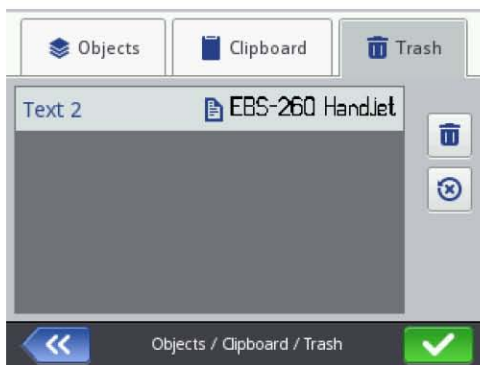 Objects Clipboard Trash
Text 2 EBS-260 HandJet
Objects / Clipboard / Trash